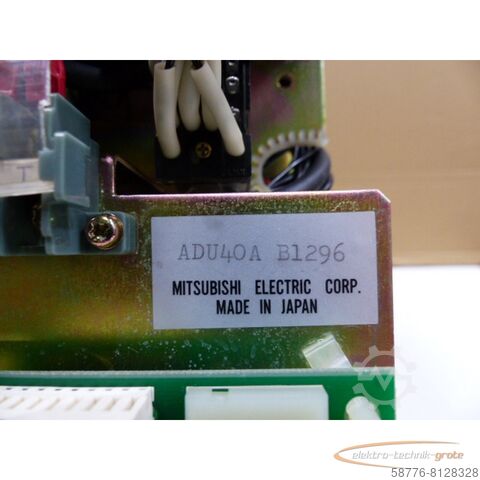 ADU40A B1296
MITSUBISHI ELECTRIC CORP.
MADE IN JAPAN
elektro-technik-grote
58776-8128328